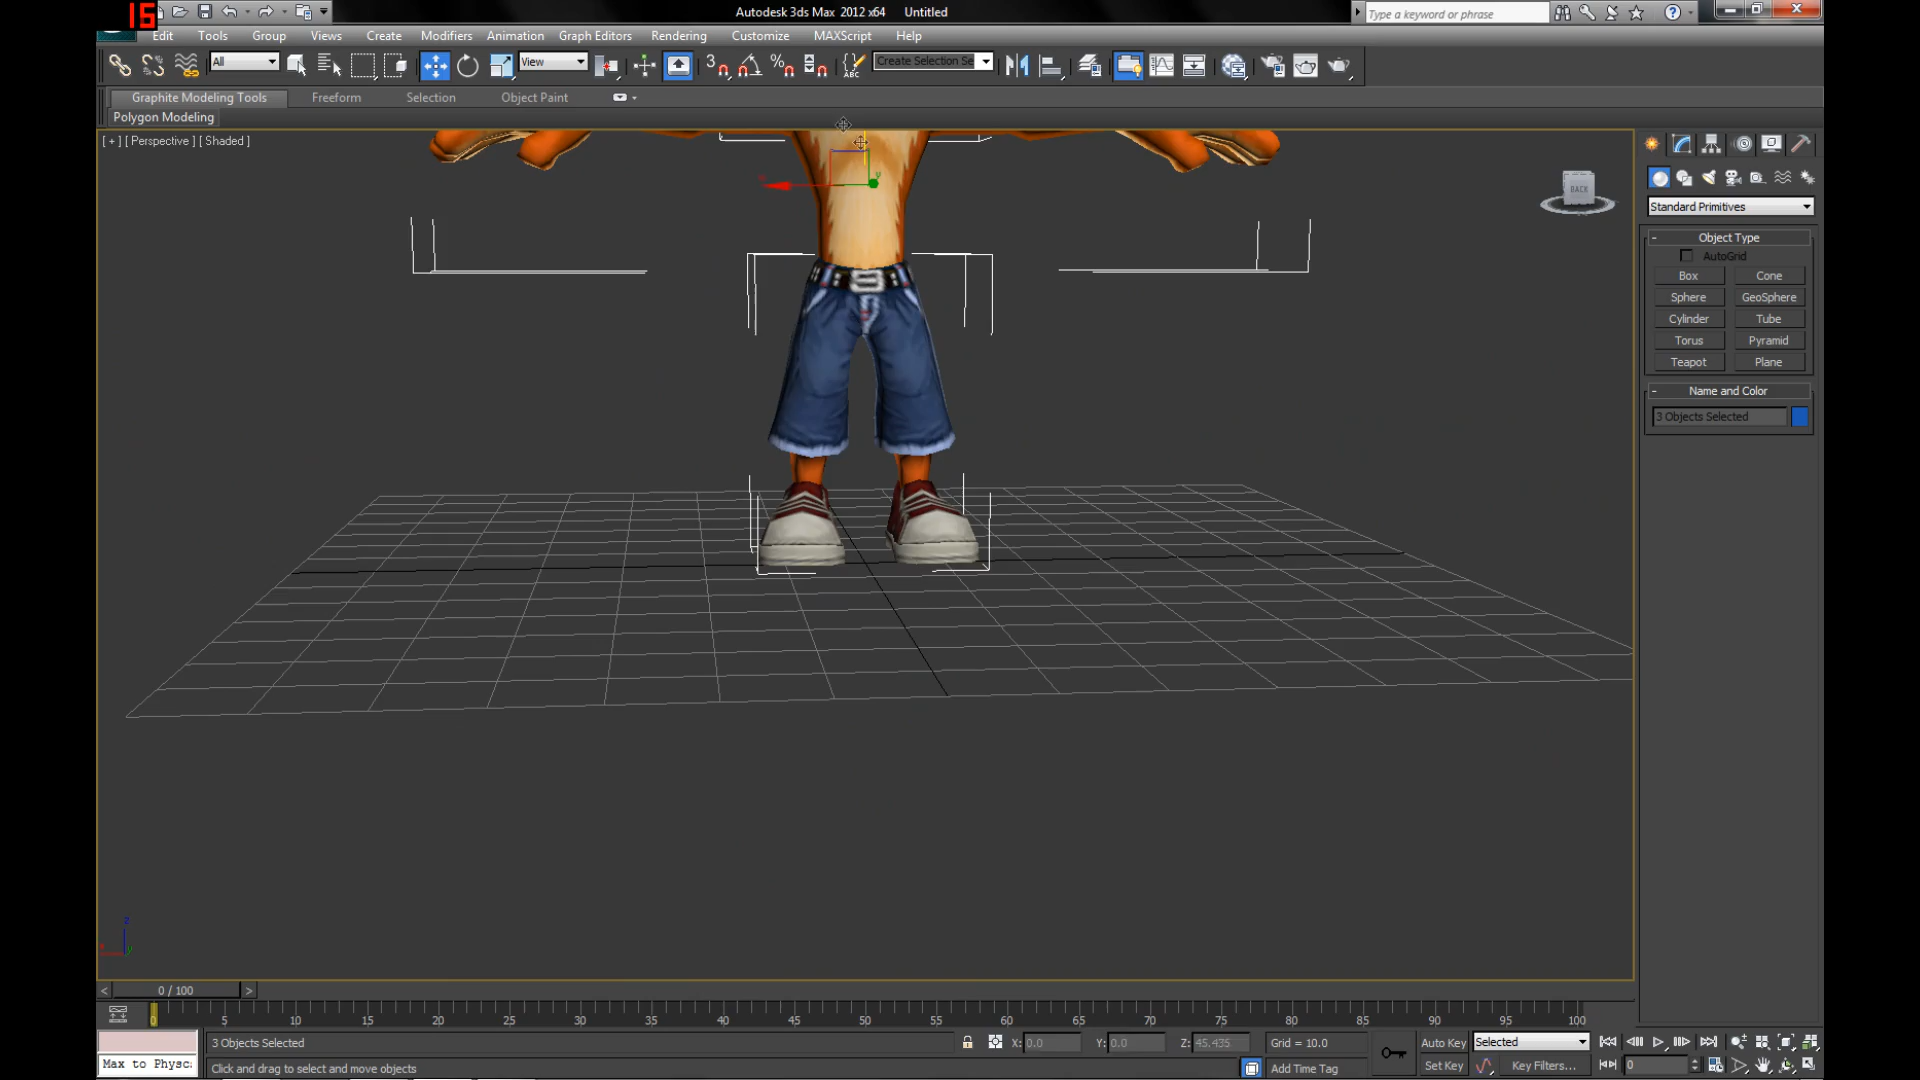 15
Autodesk 3ds Max 2012 x64 Untitled
Type a keyword or phrase
Edit Tools Group Views Create Modifiers Animation Graph Editors Rendering Customize MAXScript Help
All
View
3
%
ABC
Create Selection Se
Graphite Modeling Tools Freeform Selection Object Paint
Polygon Modeling
[ + ] [ Perspective ] [ Shaded ]
BACK
Standard Primitives
Object Type
AutoGrid
Box Cone
Sphere GeoSphere
Cylinder Tube
Torus Pyramid
Teapot Plane
Name and Color
3 Objects Selected
y
z
x
y
< 0 / 100 >
0 5 10 15 20 25 30 35 40 45 50 55 60 65 70 75 80 85 90 95 100
3 Objects Selected X: 0.0 Y: 0.0 Z: 45.435 Grid = 10.0 Auto Key Selected
Max to Physc: Click and drag to select and move objects Add Time Tag Set Key Key Filters... 0